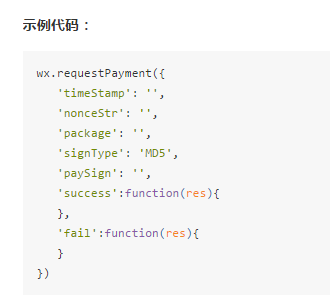 示例代码：
wx.requestPayment({
   'timeStamp': '',
   'nonceStr': '',
   'package': '',
   'signType': 'MD5',
   'paySign': '',
   'success':function(res){
   },
   'fail':function(res){
   }
})